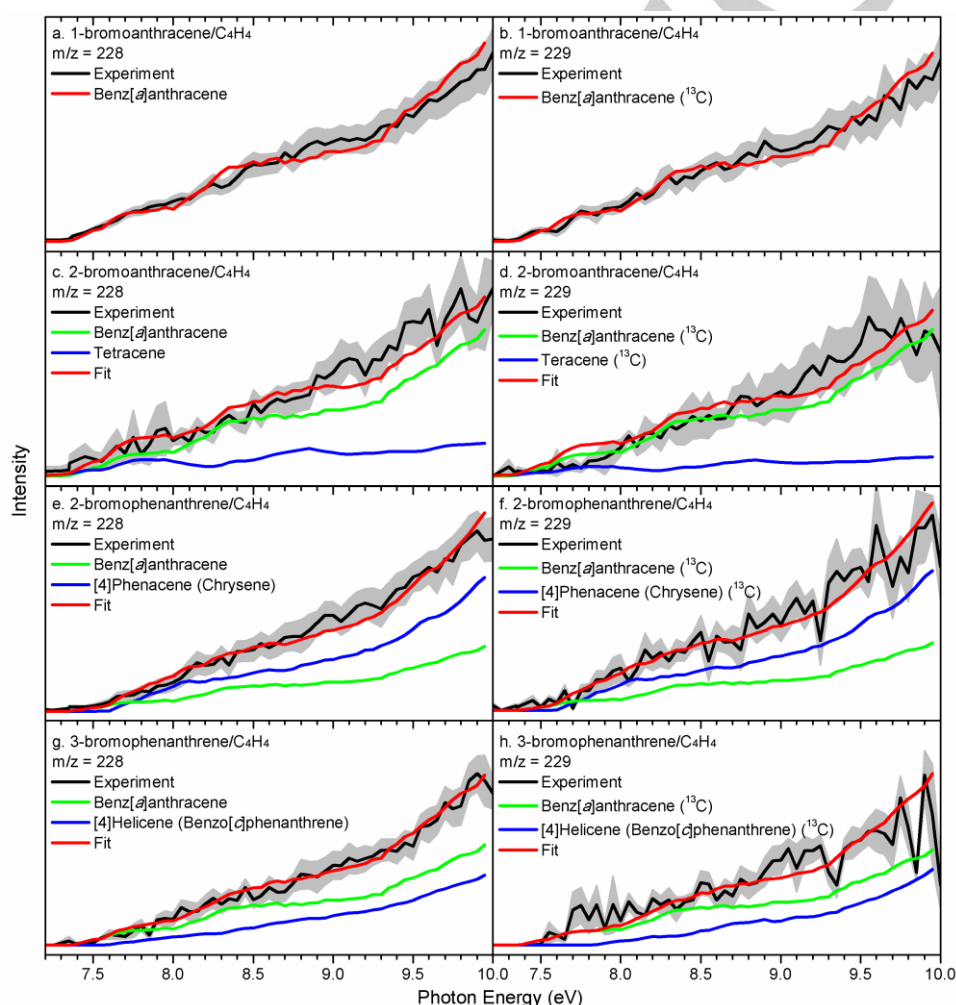 a. 1-bromoanthracene/C₄H₄
m/z = 228
Experiment
Benz[a]anthracene
b. 1-bromoanthracene/C₄H₄
m/z = 229
Experiment
Benz[a]anthracene (¹³C)
c. 2-bromoanthracene/C₄H₄
m/z = 228
Experiment
Benz[a]anthracene
Tetracene
Fit
d. 2-bromoanthracene/C₄H₄
m/z = 229
Experiment
Benz[a]anthracene (¹³C)
Teracene (¹³C)
Fit
e. 2-bromophenanthrene/C₄H₄
m/z = 228
Experiment
Benz[a]anthracene
[4]Phenacene (Chrysene)
Fit
f. 2-bromophenanthrene/C₄H₄
m/z = 229
Experiment
Benz[a]anthracene (¹³C)
[4]Phenacene (Chrysene) (¹³C)
Fit
g. 3-bromophenanthrene/C₄H₄
m/z = 228
Experiment
Benz[a]anthracene
[4]Helicene (Benzo[c]phenanthrene)
Fit
h. 3-bromophenanthrene/C₄H₄
m/z = 229
Experiment
Benz[a]anthracene (¹³C)
[4]Helicene (Benzo[c]phenanthrene) (¹³C)
Fit
Intensity
7.5 8.0 8.5 9.0 9.5 10.0 7.5 8.0 8.5 9.0 9.5 10.0
Photon Energy (eV)